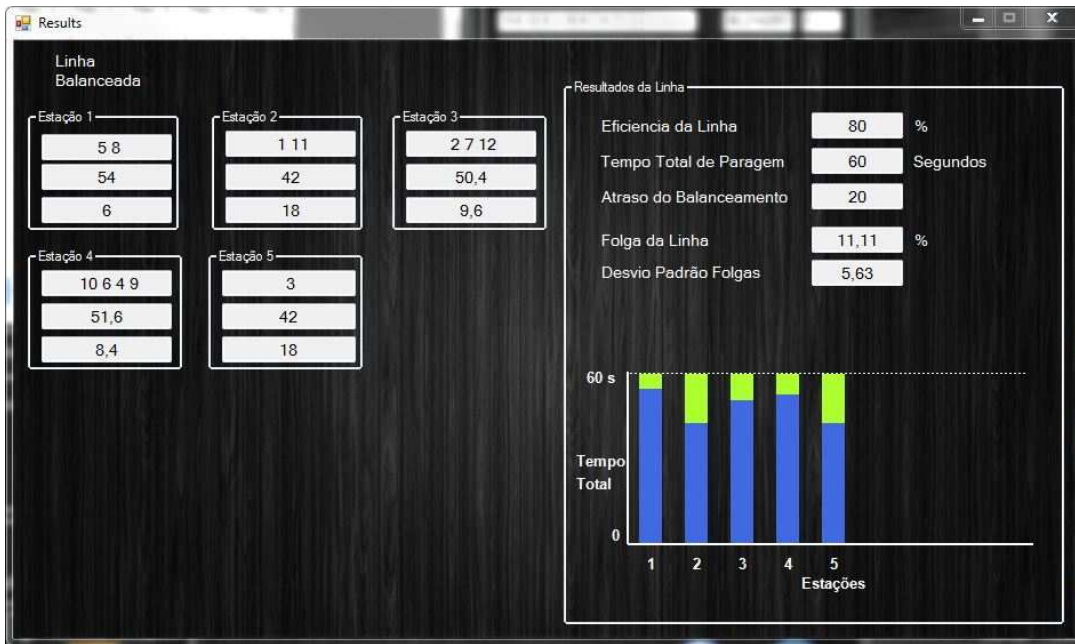 Results
Linha
Balanceada
Estação 1
5 8
54
6
Estação 2
1 11
42
18
Estação 3
2 7 12
50,4
9,6
Estação 4
10 6 4 9
51,6
8,4
Estação 5
3
42
18
Resultados da Linha
Eficiencia da Linha 80 %
Tempo Total de Paragem 60 Segundos
Atraso do Balanceamento 20
Folga da Linha 11,11 %
Desvio Padrão Folgas 5,63
60 s
Tempo
Total
0
1 2 3 4 5
Estações